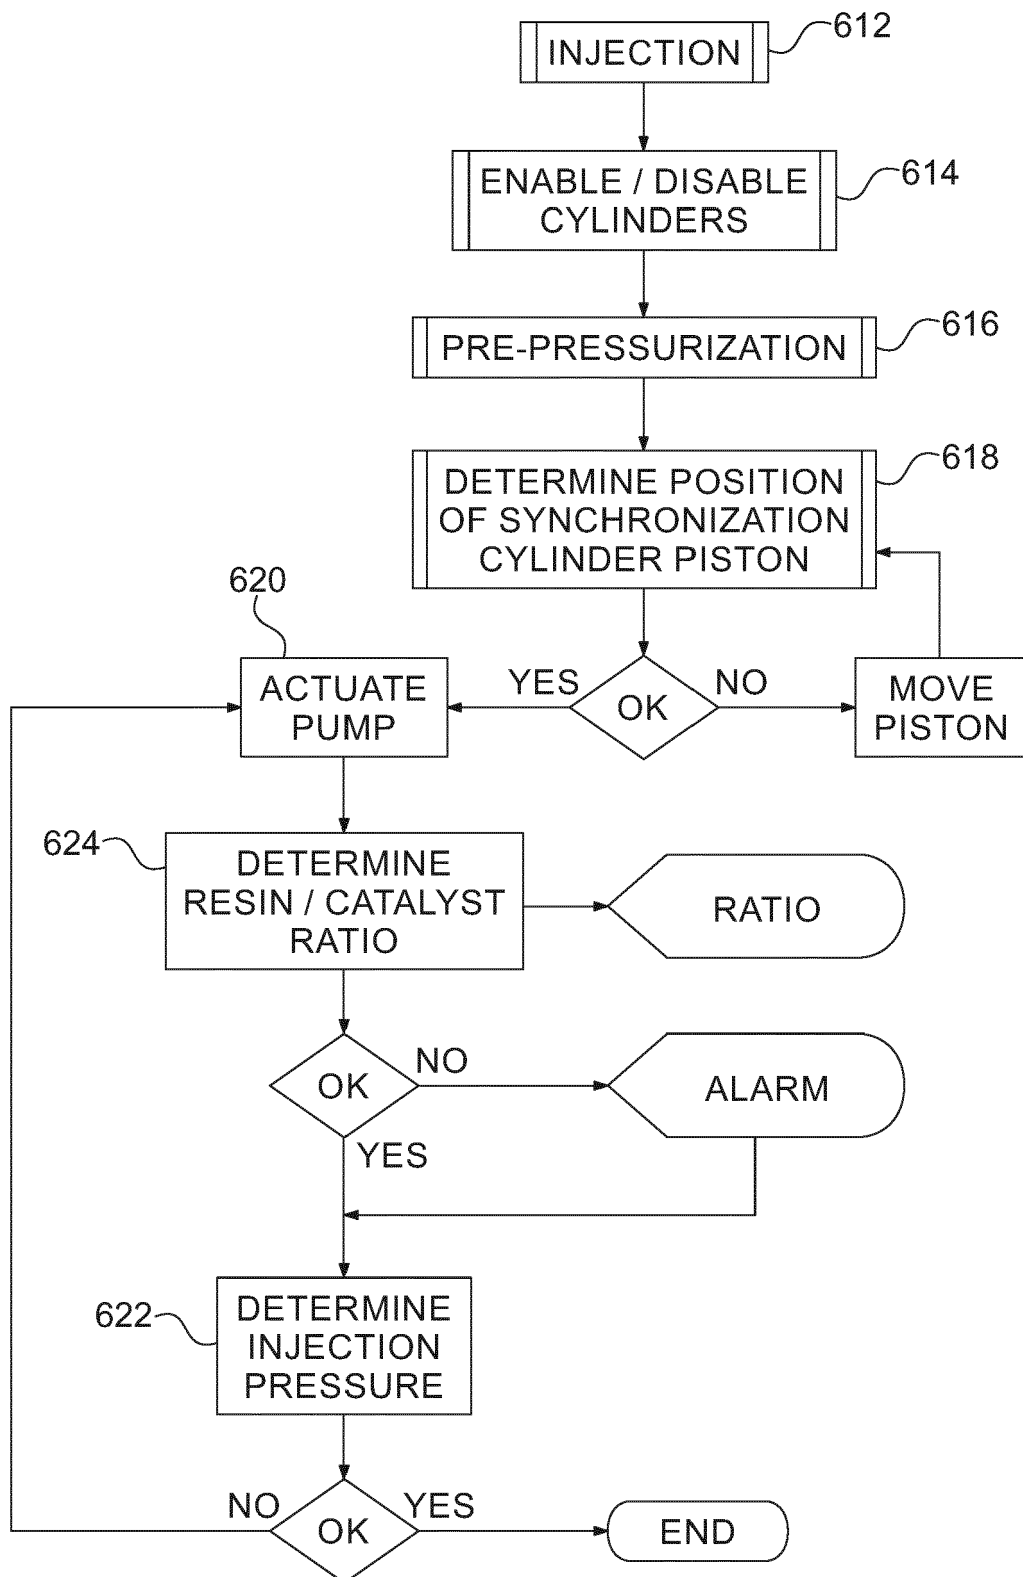 INJECTION
612
ENABLE / DISABLE
CYLINDERS
614
PRE-PRESSURIZATION
616
DETERMINE POSITION
OF SYNCHRONIZATION
CYLINDER PISTON
618
620
ACTUATE
PUMP
YES
OK
NO
MOVE
PISTON
624
DETERMINE
RESIN / CATALYST
RATIO
RATIO
OK
NO
ALARM
YES
622
DETERMINE
INJECTION
PRESSURE
NO
OK
YES
END